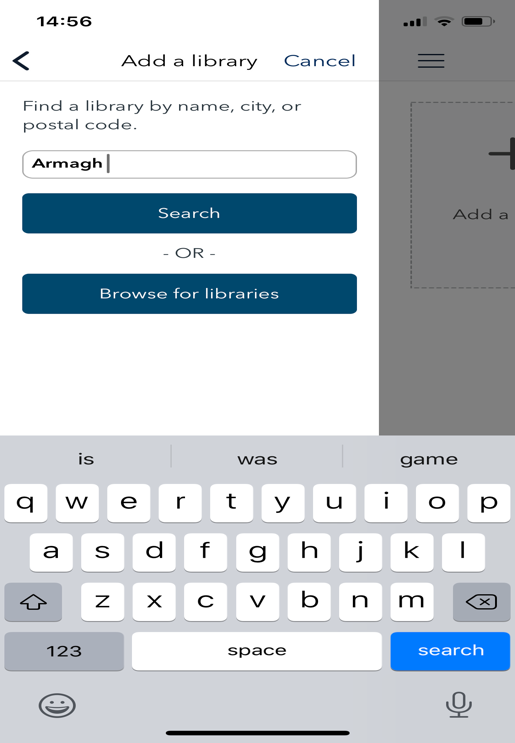 14:56
Add a library Cancel
Find a library by name, city, or
postal code.
Armagh
Search
- OR -
Browse for libraries
Add a
is was game
q w e r t y u i o p
a s d f g h j k l
z x c v b n m
123 space search